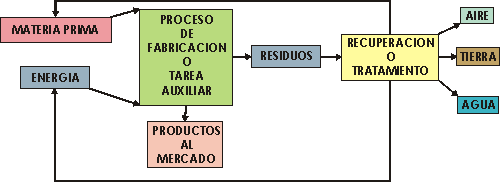 MATERIA PRIMA
ENERGIA
PROCESO
DE
FABRICACION
O
TAREA
AUXILIAR
PRODUCTOS
AL
MERCADO
RESIDUOS
RECUPERACION
O
TRATAMIENTO
AIRE
TIERRA
AGUA